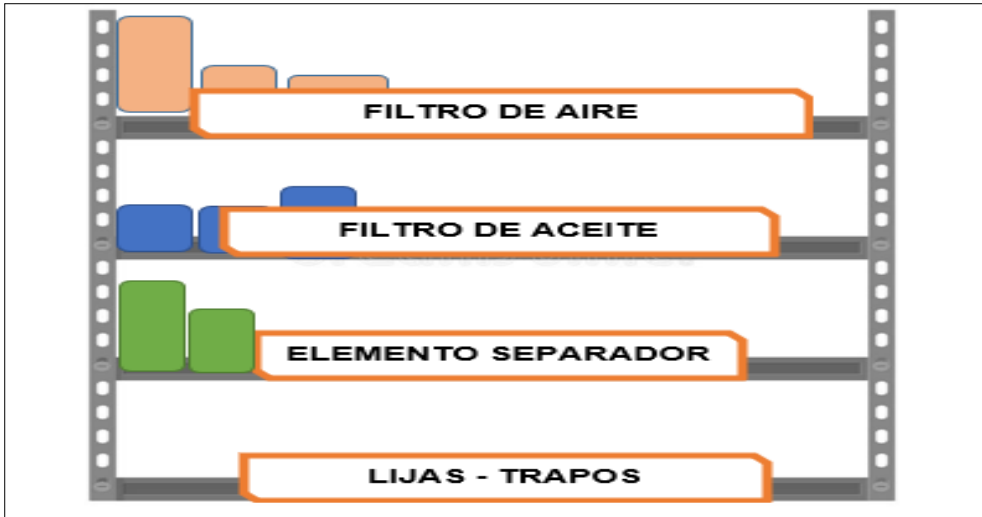 FILTRO DE AIRE
FILTRO DE ACEITE
ELEMENTO SEPARADOR
LIJAS - TRAPOS